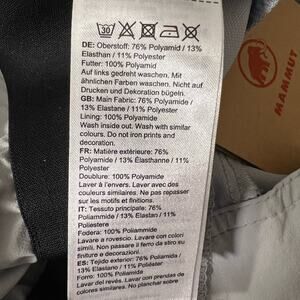 30
DE: Oberstoff: 76% Polyamid / 13%
Elasthan / 11% Polyester
Futter: 100% Polyamid
Auf links gedreht waschen. Mit
ähnlichen Farben waschen. Nicht auf
Drucken und Dekoration bügeln.
GB: Main Fabric: 76% Polyamide /
13% Elastane / 11% Polyester
Lining: 100% Polyamide
Wash inside out. Wash with similar
colours. Do not iron prints and
decoration.
FR: Matière extérieure: 76%
Polyamide / 13% Élasthanne / 11%
Polyester
Doublure: 100% Polyamide
Laver à l'envers. Lavage avec des
couleurs similaires. Ne pas repasser
sur les motifs et décorations.
IT: Tessuto principale: 76%
Poliammide / 13% Elastan / 11%
Poliestere
Fodera: 100% Poliammide
Lavare a rovescio. Lavare con colori
simili. Non passare il ferro da stiro su
finiture e decorazioni.
ES: Tejido exterior: 76% Poliamida /
13% Elastano / 11% Poliéster
Forro: 100% Poliamida
Lavar del revés. Lavar con prendas
de colores similares. No planchar
MAMMUT